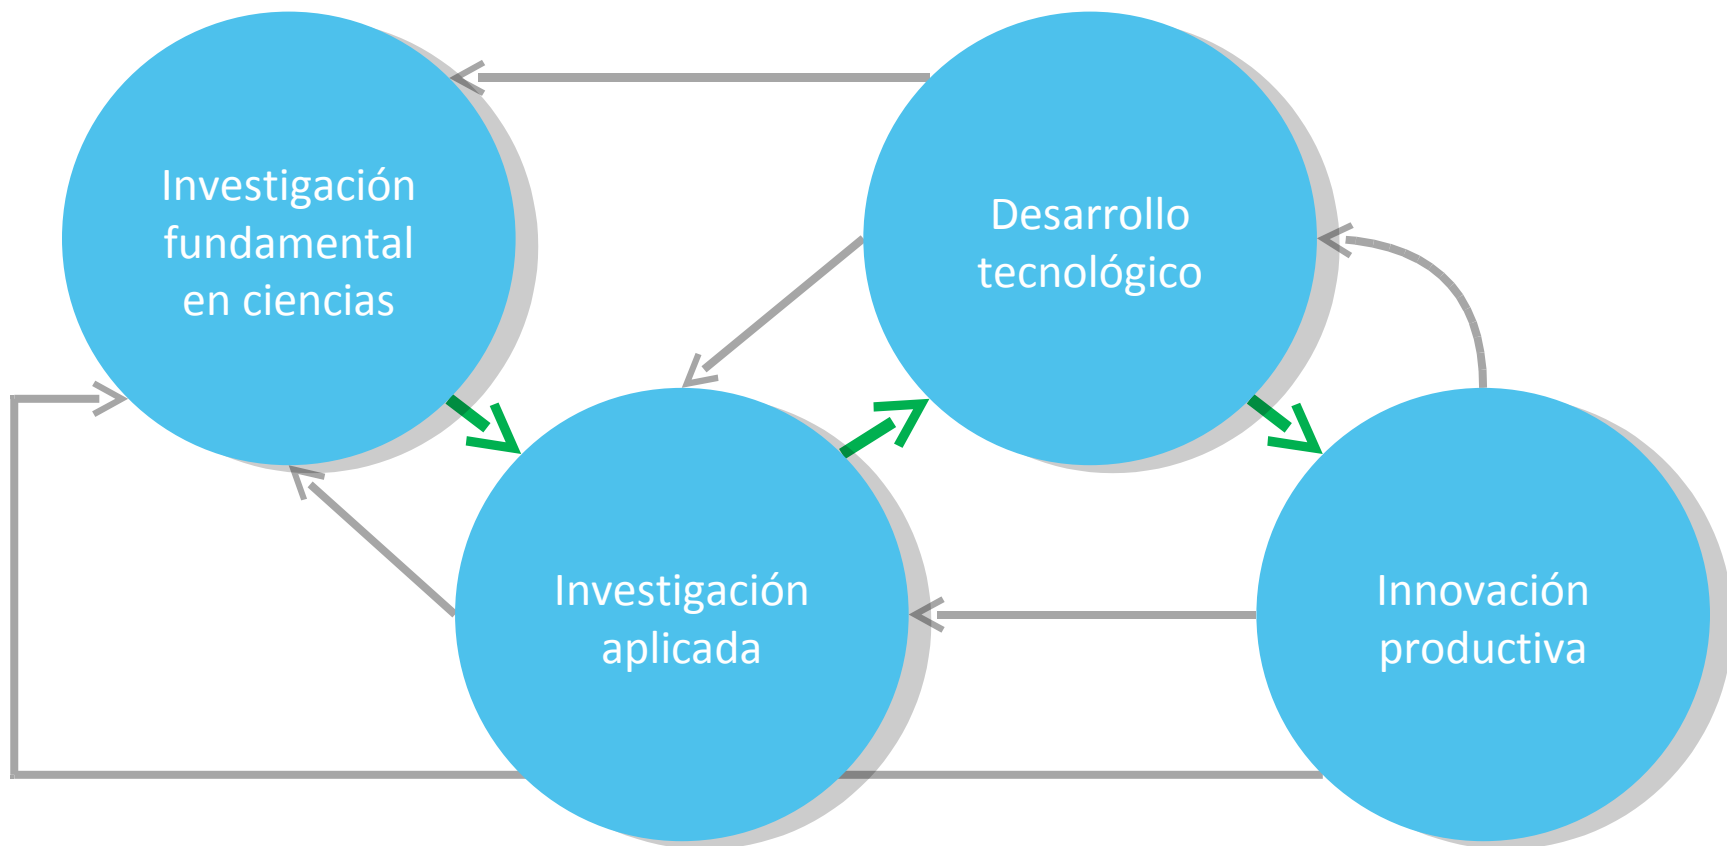 Investigación
fundamental
en ciencias
Desarrollo
tecnológico
Investigación
aplicada
Innovación
productiva